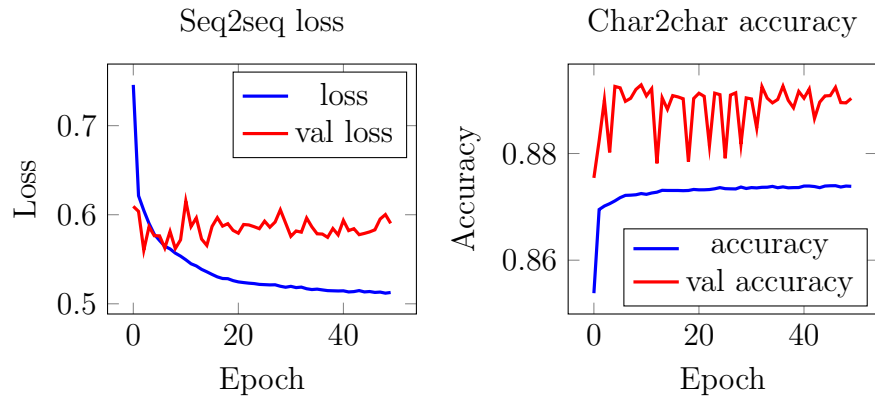 Seq2seq loss
loss
val loss
0.7
0.6
0.5
Loss
0
20
40
Epoch
Char2char accuracy
0.88
0.86
Accuracy
accuracy
val accuracy
0
20
40
Epoch